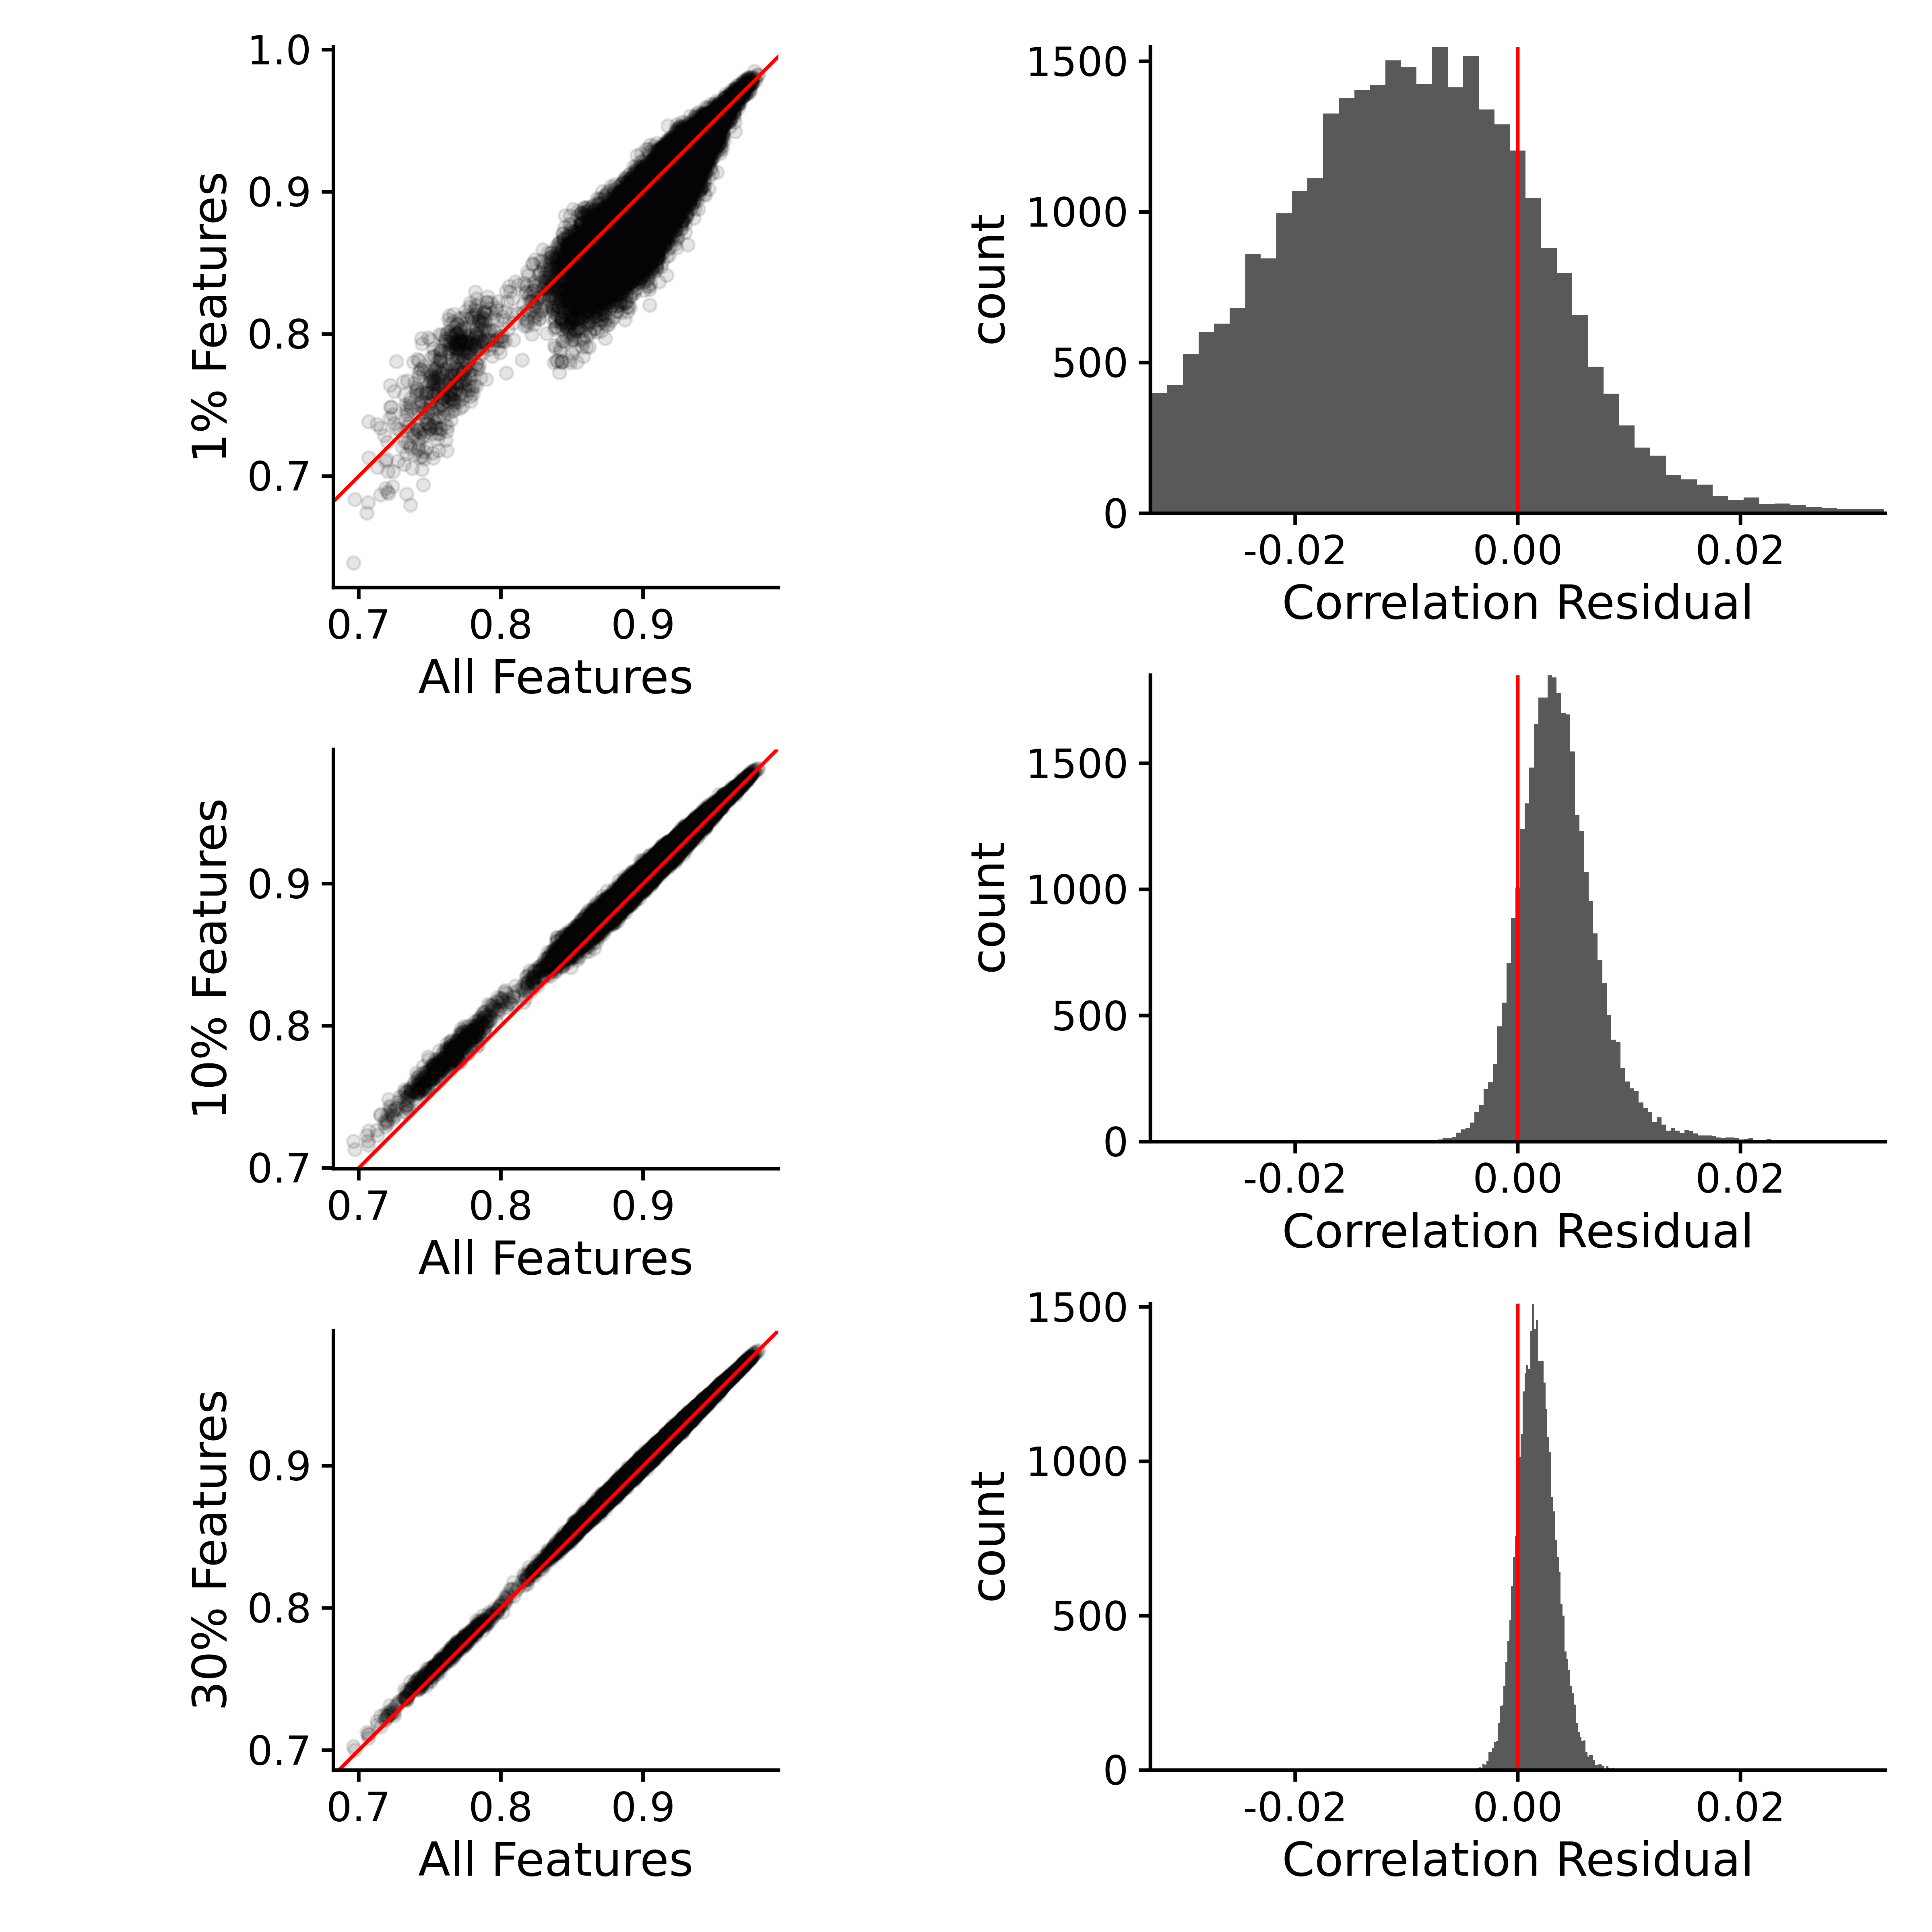 1.0
0.9
0.8
0.7
1% Features
0.7 0.8 0.9
All Features
1500
1000
500
0
count
-0.02 0.00 0.02
Correlation Residual
0.9
0.8
0.7
10% Features
0.7 0.8 0.9
All Features
1500
1000
500
0
count
-0.02 0.00 0.02
Correlation Residual
0.9
0.8
0.7
30% Features
0.7 0.8 0.9
All Features
1500
1000
500
0
count
-0.02 0.00 0.02
Correlation Residual